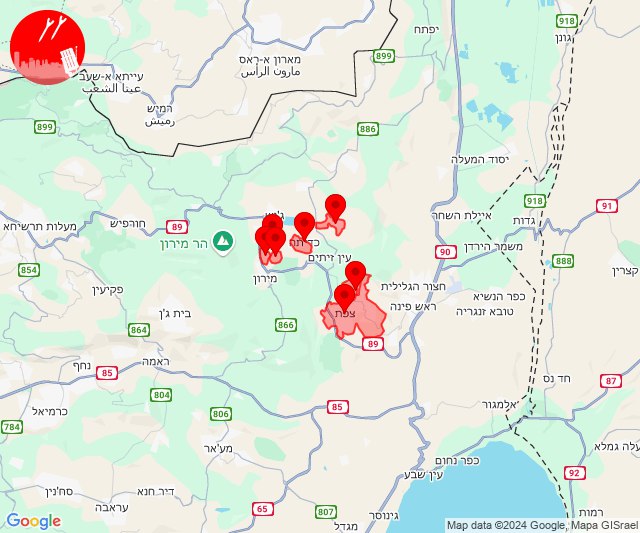 יפתח
918
גונן
מארון א-ראס
مارون الرأس
899
עייתא א-שעב
عيتا الشعب
רמיש
رميش
899
886
יסוד המעלה
918
91
מעלות תרשיחא
חורפיש
89
איילת השחר
גדות
הר מירון
עין זיתים
90
משמר הירדן
888
854
מירון
קצרין
פקיעין
חצור הגלילית
כפר הנשיא
ראש פינה
טובא זנגריה
בית ג'ן
צפת
864
866
89
ראמה
נחף
85
87
חד נס
804
אלמגור
כרמיאל
806
85
784
מע'אר
עלה גמלא
כפר נחום
עין שבע
92
סח'נין
דיר חנא
עראבה
65
807
גינוסר
רמות
מגדל
Google
Map data ©2024 Google, Mapa GISrael